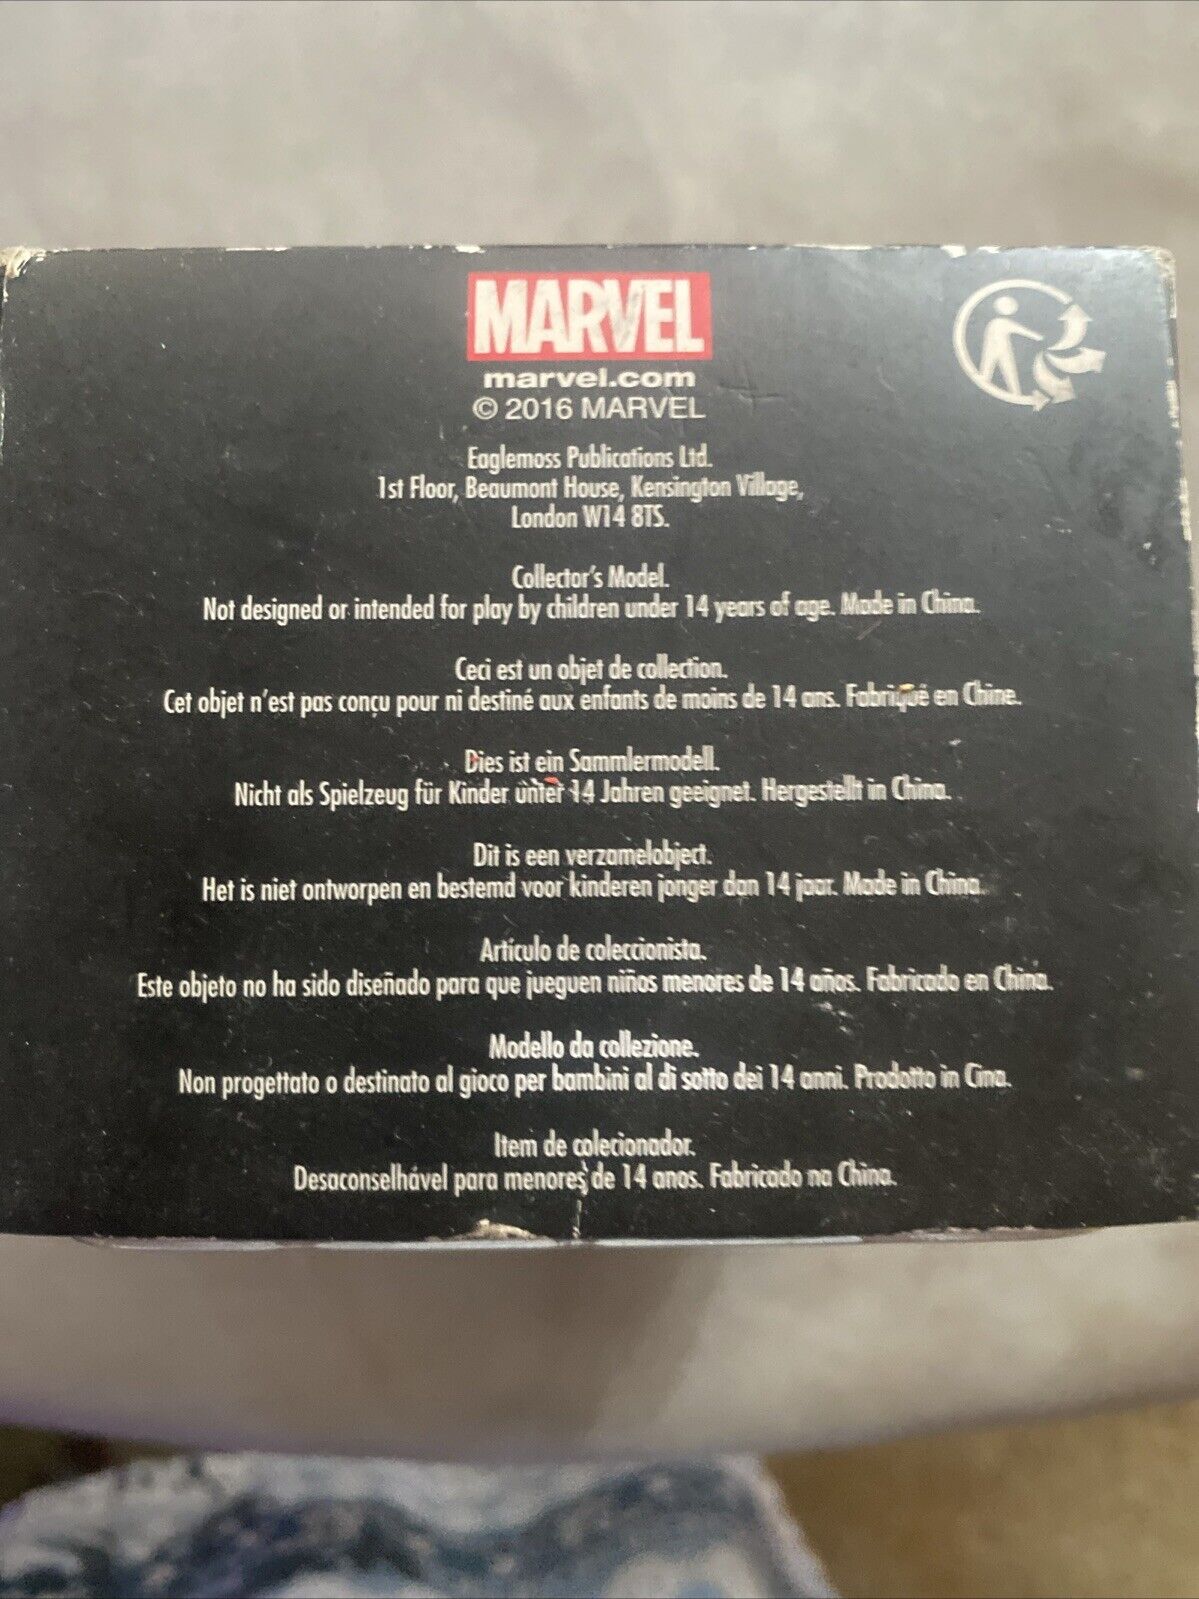 MARVEL
marvel.com
© 2016 MARVEL
Eaglemoss Publications Ltd.
1st Floor, Beaumont House, Kensington Village,
London W14 8TS.
Collector's Model.
Not designed or intended for play by children under 14 years of age. Made in China.
Ceci est un objet de collection.
Cet objet n'est pas conçu pour ni destiné aux enfants de moins de 14 ans. Fabriqué en Chine.
Dies ist ein Sammlermodell.
Nicht als Spielzeug für Kinder unter 14 Jahren geeignet. Hergestellt in China.
Dit is een verzamelobject.
Het is niet ontworpen en bestemd voor kinderen jonger dan 14 jaar. Made in China.
Artículo de coleccionista.
Este objeto no ha sido diseñado para que jueguen niños menores de 14 años. Fabricado en China.
Modello da collezione.
Non progettato o destinato al gioco per bambini al di sotto dei 14 anni. Prodotto in Cina.
Item de colecionador.
Desaconselhável para menores de 14 anos. Fabricado na China.